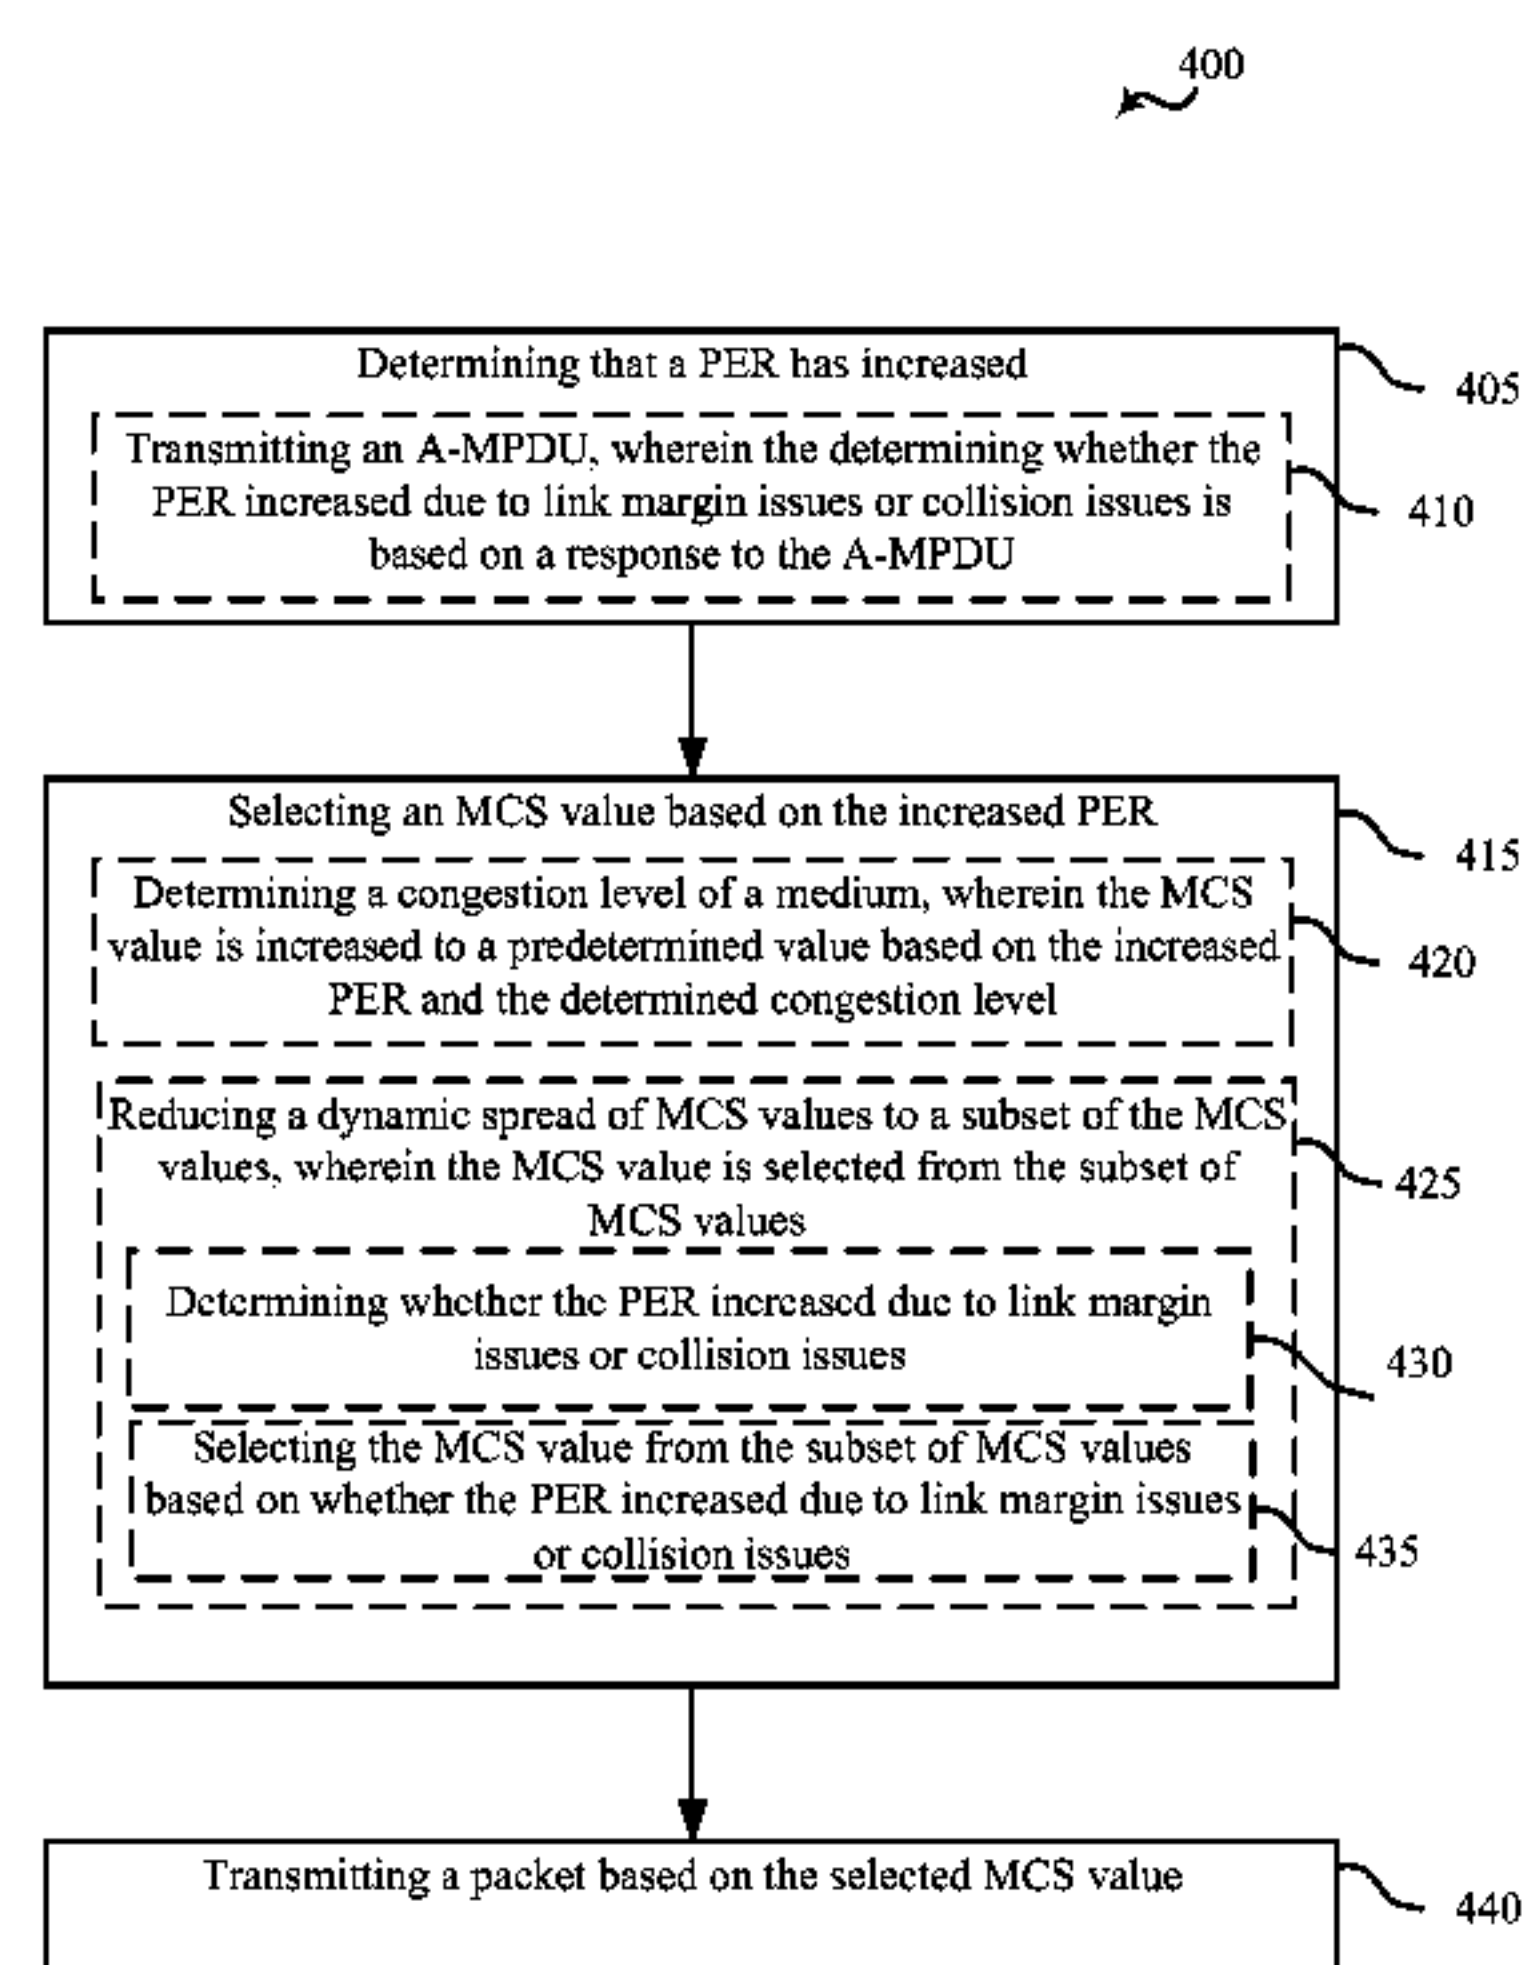 400
Determining that a PER has increased
405
Transmitting an A-MPDU, wherein the determining whether the
PER increased due to link margin issues or collision issues is
based on a response to the A-MPDU
410
Selecting an MCS value based on the increased PER
415
Determining a congestion level of a medium, wherein the MCS
value is increased to a predetermined value based on the increased
PER and the determined congestion level
420
Reducing a dynamic spread of MCS values to a subset of the MCS
values, wherein the MCS value is selected from the subset of
MCS values
425
Determining whether the PER increased due to link margin
issues or collision issues
430
Selecting the MCS value from the subset of MCS values
based on whether the PER increased due to link margin issues
or collision issues
435
Transmitting a packet based on the selected MCS value
440